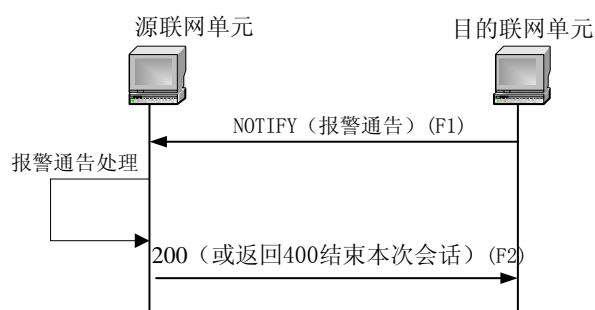 源联网单元
目的联网单元
NOTIFY（报警通告）(F1)
报警通告处理
200（或返回400结束本次会话）(F2)